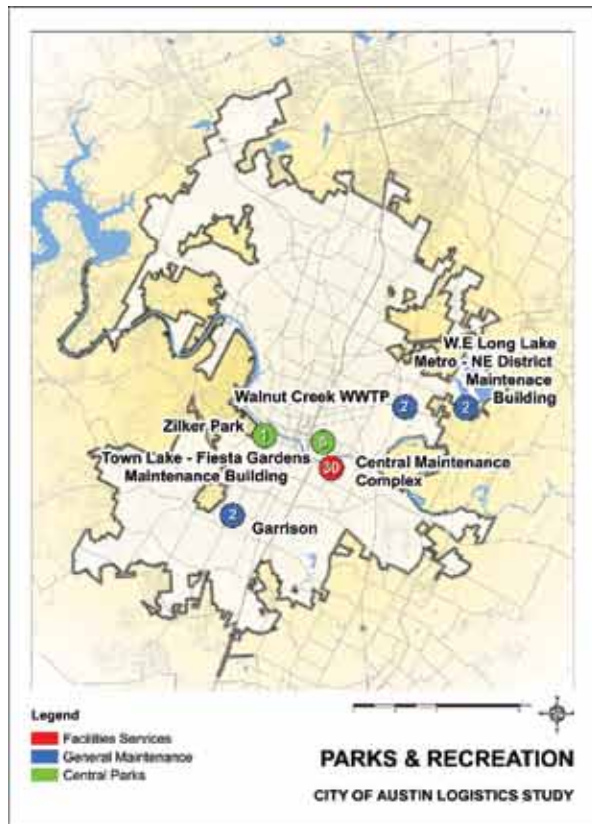 W.E Long Lake
Metro - NE District
Maintenace
Building
Walnut Creek WWTP
2
2
Zilker Park
1
Town Lake - Fiesta Gardens
Maintenance Building
30
Central Maintenance
Complex
2
Garrison
Legend
Facilities Services
General Maintenance
Central Parks
PARKS & RECREATION
CITY OF AUSTIN LOGISTICS STUDY